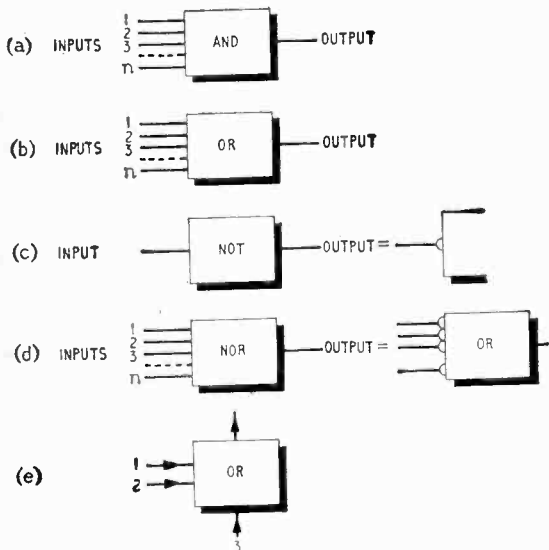 1
2
(a) INPUTS 3 AND OUTPUT
n
1
2
(b) INPUTS 3 OR OUTPUT
n
(c) INPUT NOT OUTPUT =
1
2
(d) INPUTS NOR OUTPUT = OR
n
1
(e) OR
2
3